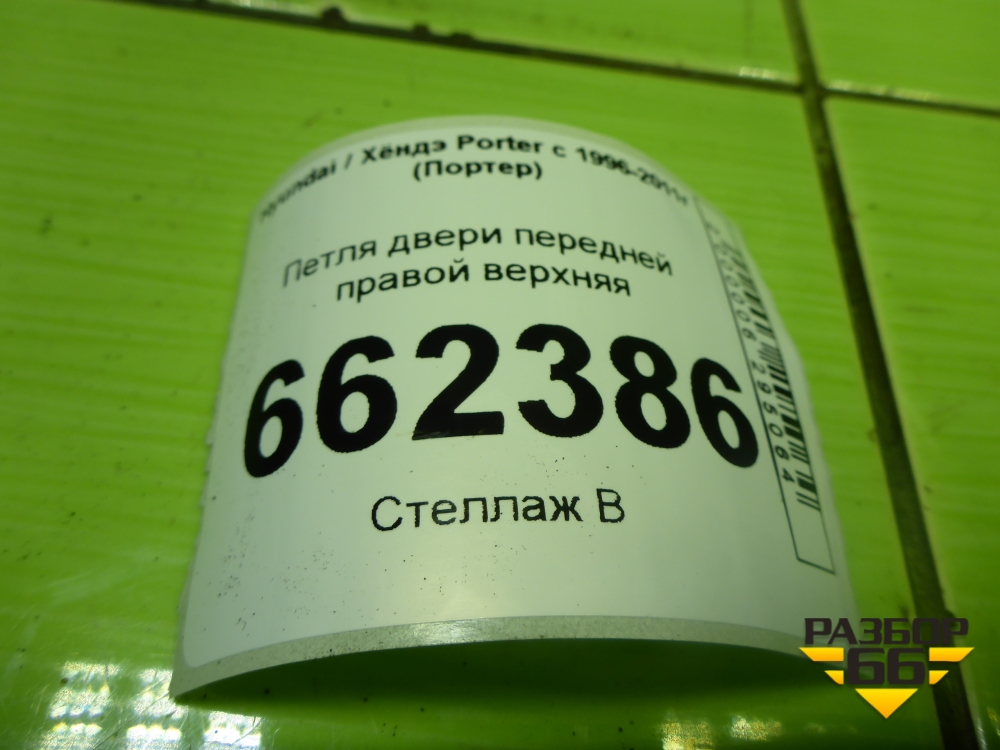 Hyundai / Хёндэ Porter с 1996-2011г
(Портер)
Петля двери передней
правой верхняя
662386
Стеллаж В
РАЗБОР
66